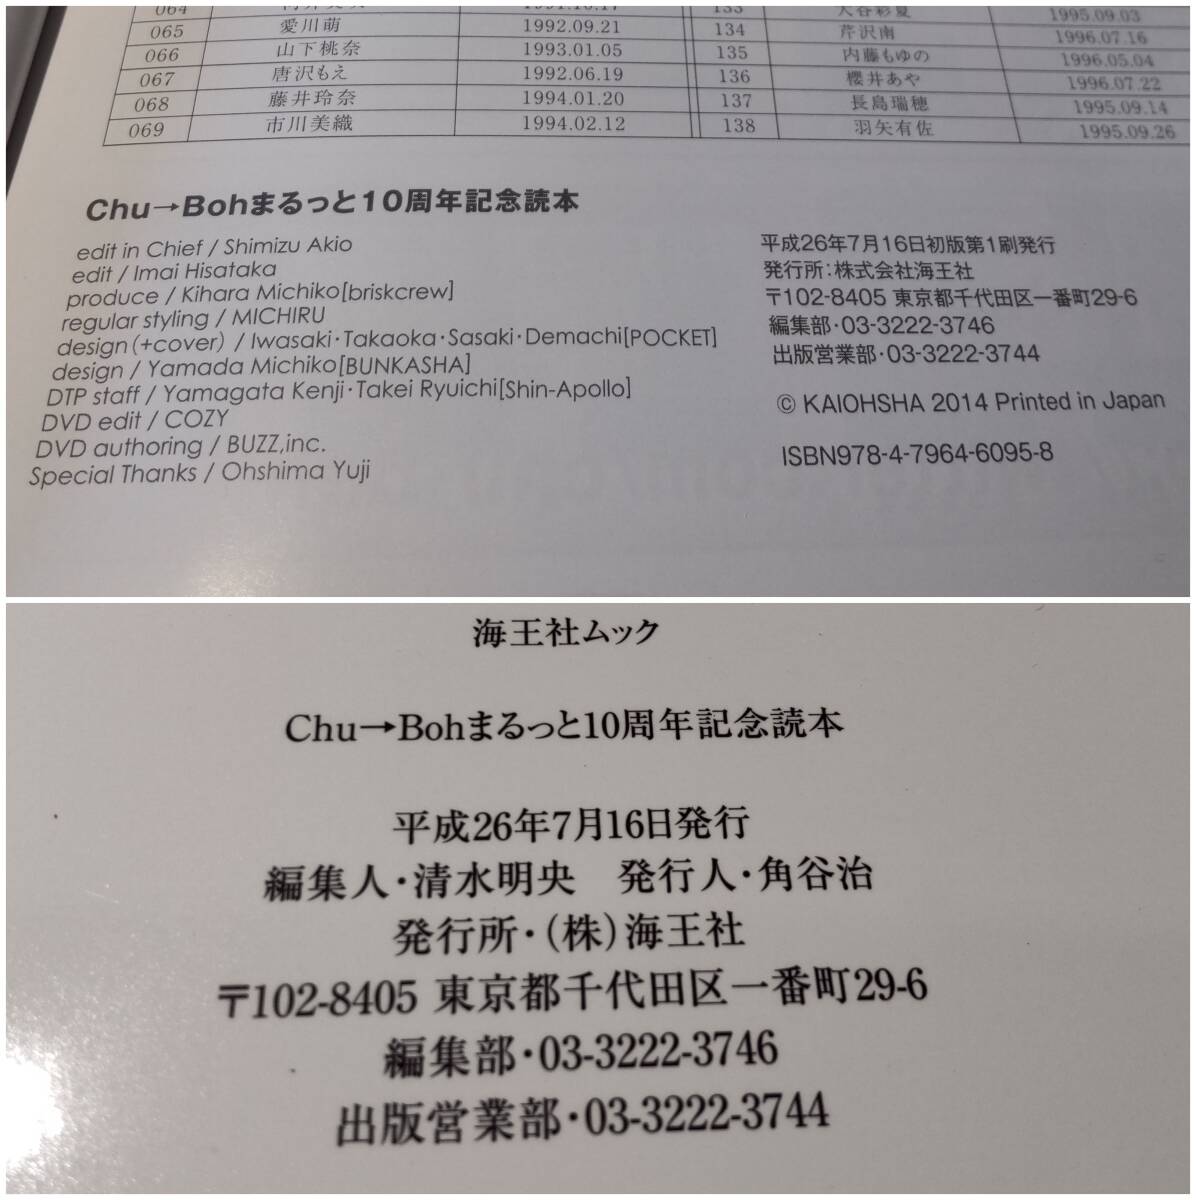 064 1991.10.17 133 大谷彩夏 1995.09.03
065 愛川萌 1992.09.21 134 芹沢南 1996.07.16
066 山下桃奈 1993.01.05 135 内藤もゆの 1996.05.04
067 唐沢もえ 1992.06.19 136 櫻井あや 1996.07.22
068 藤井玲奈 1994.01.20 137 長島瑞穂 1995.09.14
069 市川美織 1994.02.12 138 羽矢有佐 1995.09.26
Chu→Bohまるっと10周年記念読本
edit in Chief / Shimizu Akio
edit / Imai Hisataka
produce / Kihara Michiko[briskcrew]
regular styling / MICHIRU
design (+cover) / Iwasaki・Takaoka・Sasaki・Demachi[POCKET]
design / Yamada Michiko[BUNKASHA]
DTP staff / Yamagata Kenji・Takei Ryuichi[Shin-Apollo]
DVD edit / COZY
DVD authoring / BUZZ,inc.
Special Thanks / Ohshima Yuji
平成26年7月16日初版第1刷発行
発行所:株式会社海王社
〒102-8405 東京都千代田区一番町29-6
編集部・03-3222-3746
出版営業部・03-3222-3744
© KAIOHSHA 2014 Printed in Japan
ISBN978-4-7964-6095-8
海王社ムック
Chu→Bohまるっと10周年記念読本
平成26年7月16日発行
編集人・清水明央 発行人・角谷治
発行所・(株)海王社
〒102-8405 東京都千代田区一番町29-6
編集部・03-3222-3746
出版営業部・03-3222-3744